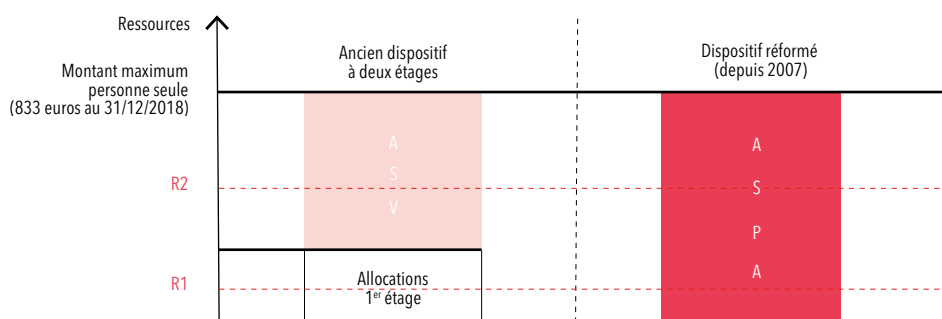 Ressources
Ancien dispositif
à deux étages
Dispositif réformé
(depuis 2007)
Montant maximum
personne seule
(833 euros au 31/12/2018)
A
S
V
A
S
P
A
R2
Allocations
1er étage
R1